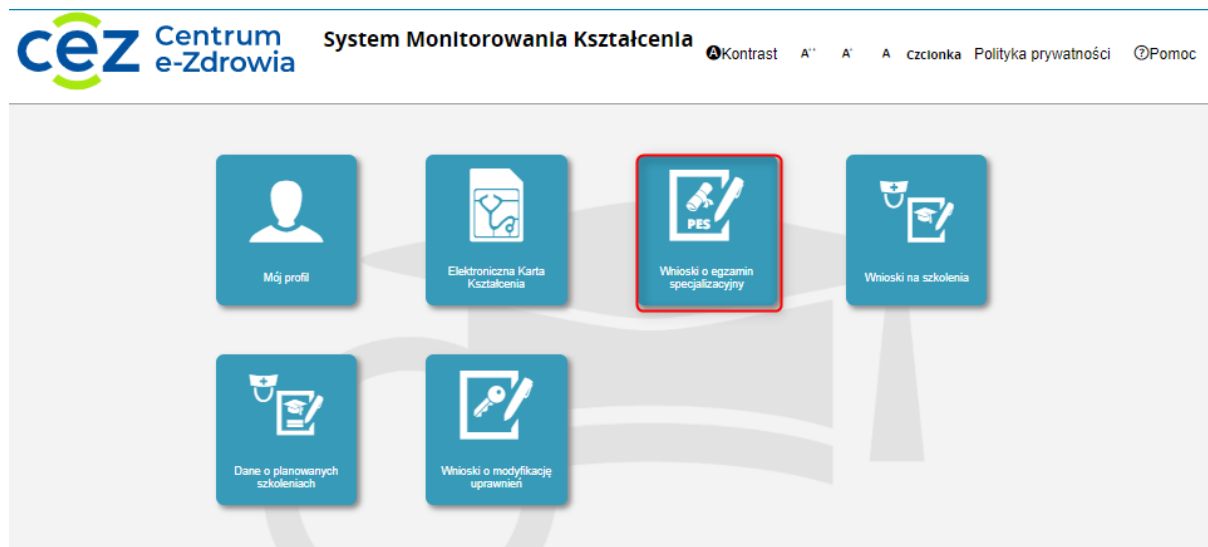 cez Centrum
e-Zdrowia
System Monitorowania Kształcenia
AKontrast A++ A+ A czcionka Polityka prywatności ?Pomoc
Mój profil
Elektroniczna Karta
Kształcenia
PES
Wnioski o egzamin
specjalizacyjny
Wnioski na szkolenia
Dane o planowanych
szkoleniach
Wnioski o modyfikację
uprawnień